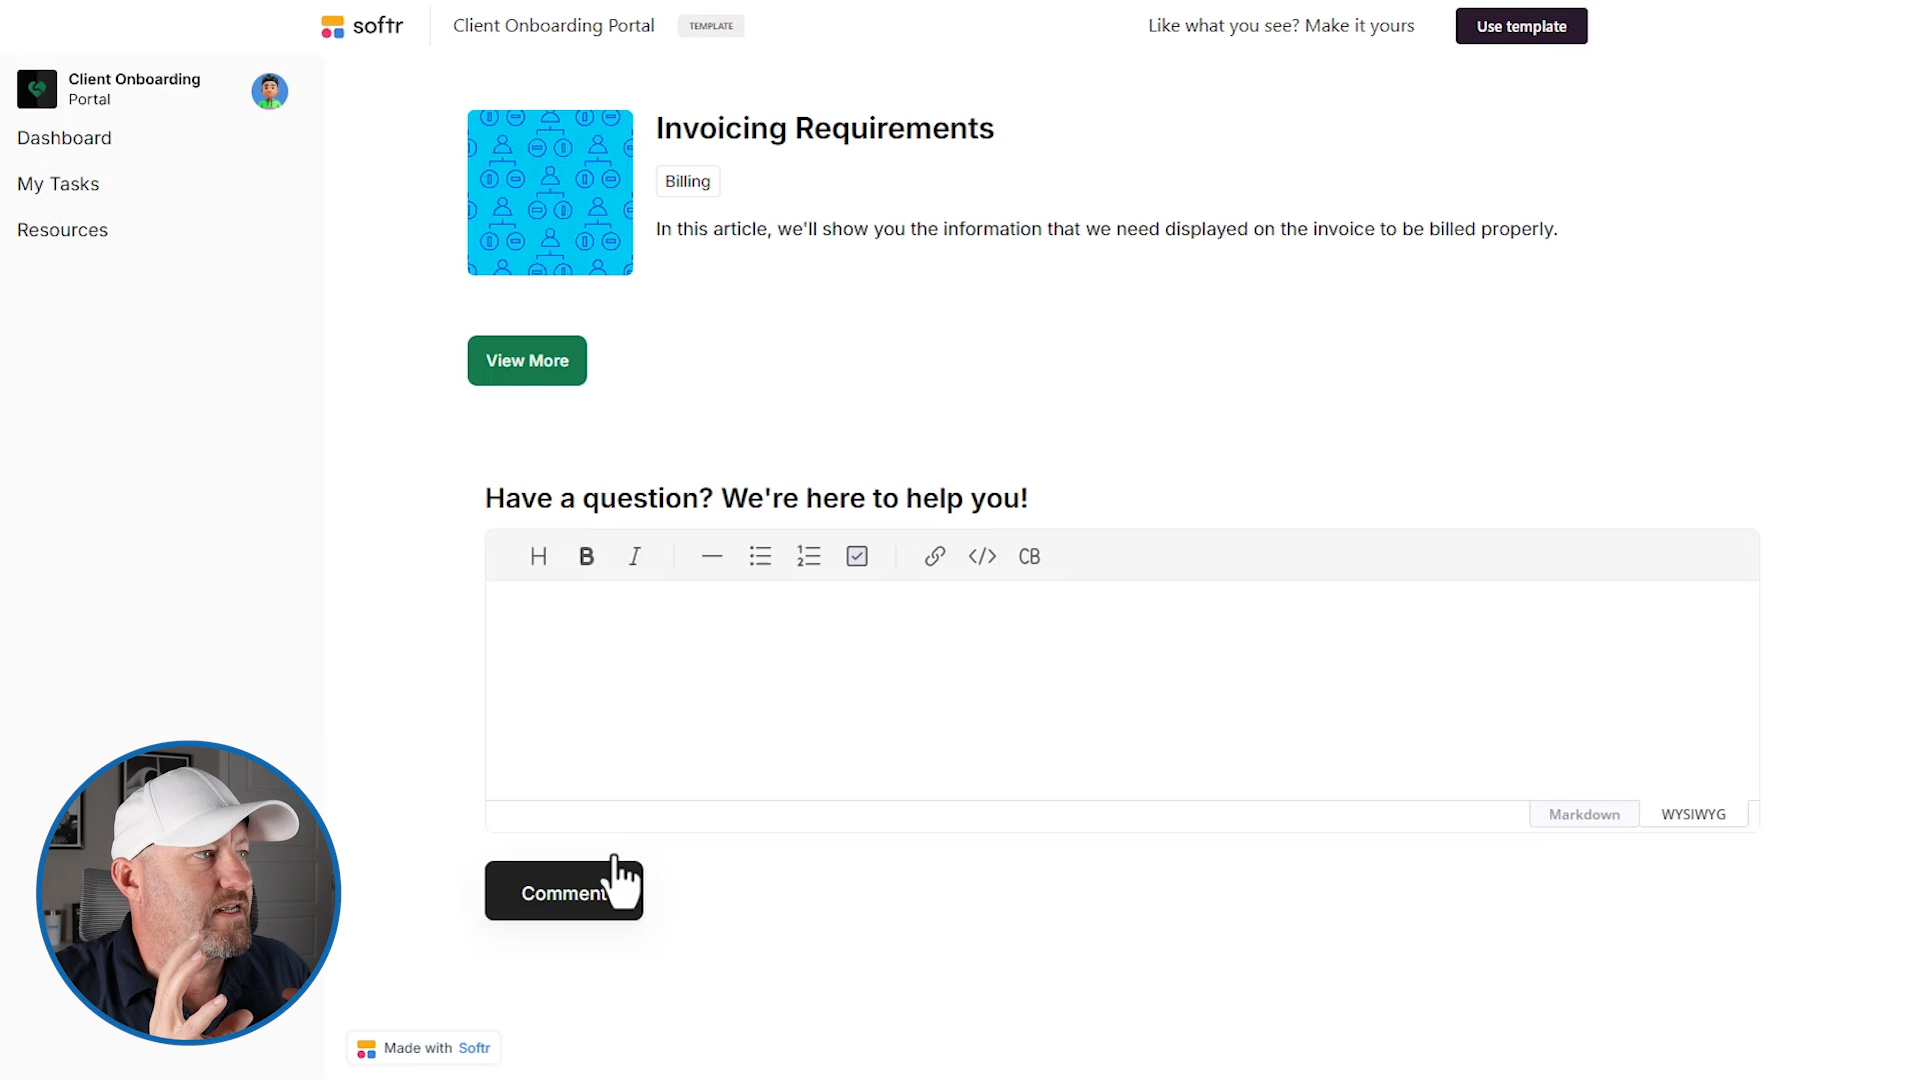 softr
Client Onboarding Portal
TEMPLATE
Like what you see? Make it yours
Use template
Client Onboarding
Portal
Dashboard
My Tasks
Resources
Invoicing Requirements
Billing
In this article, we'll show you the information that we need displayed on the invoice to be billed properly.
View More
Have a question? We're here to help you!
H B I </> CB
Markdown
WYSIWYG
Comment
Made with Softr